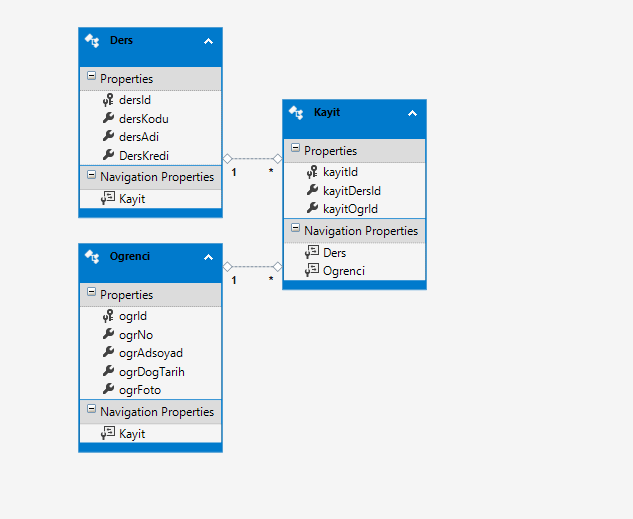 Ders
Properties
dersId
dersKodu
dersAdi
DersKredi
Navigation Properties
Kayit
1
*
Kayit
Properties
kayitId
kayitDersId
kayitOgrId
Navigation Properties
Ders
Ogrenci
Ogrenci
Properties
ogrId
ogrNo
ogrAdsoyad
ogrDogTarih
ogrFoto
Navigation Properties
Kayit
1
*